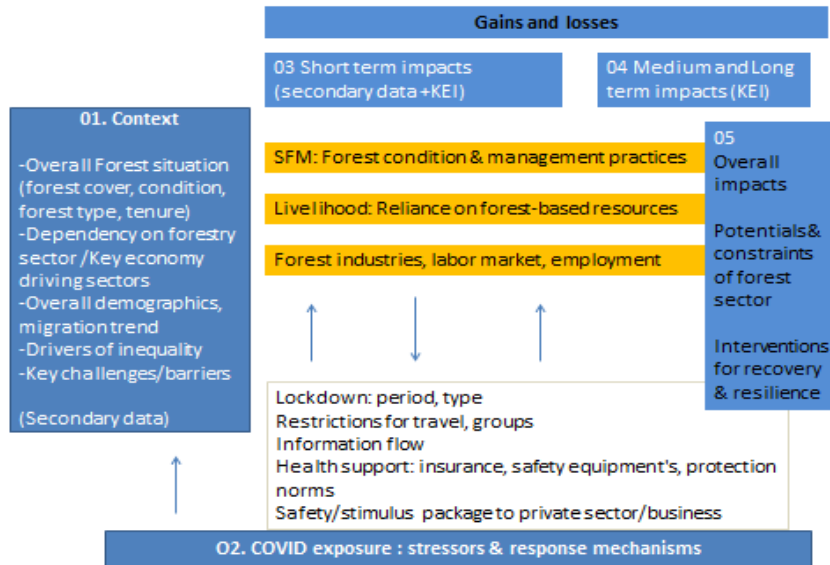 Gains and losses
03 Short term impacts
(secondary data +KEI)
04 Medium and Long
term impacts (KEI)
01. Context
-Overall Forest situation
(forest cover, condition,
forest type, tenure)
-Dependency on forestry
sector /Key economy
driving sectors
-Overall demographics,
migration trend
-Drivers of inequality
-Key challenges/barriers
(Secondary data)
SFM: Forest condition & management practices
Livelihood: Reliance on forest-based resources
Forest industries, labor market, employment
05
Overall
impacts
Potentials &
constraints
of forest
sector
Interventions
for recovery
& resilience
Lockdown: period, type
Restrictions for travel, groups
Information flow
Health support: insurance, safety equipment's, protection
norms
Safety/stimulus package to private sector/business
O2. COVID exposure : stressors & response mechanisms